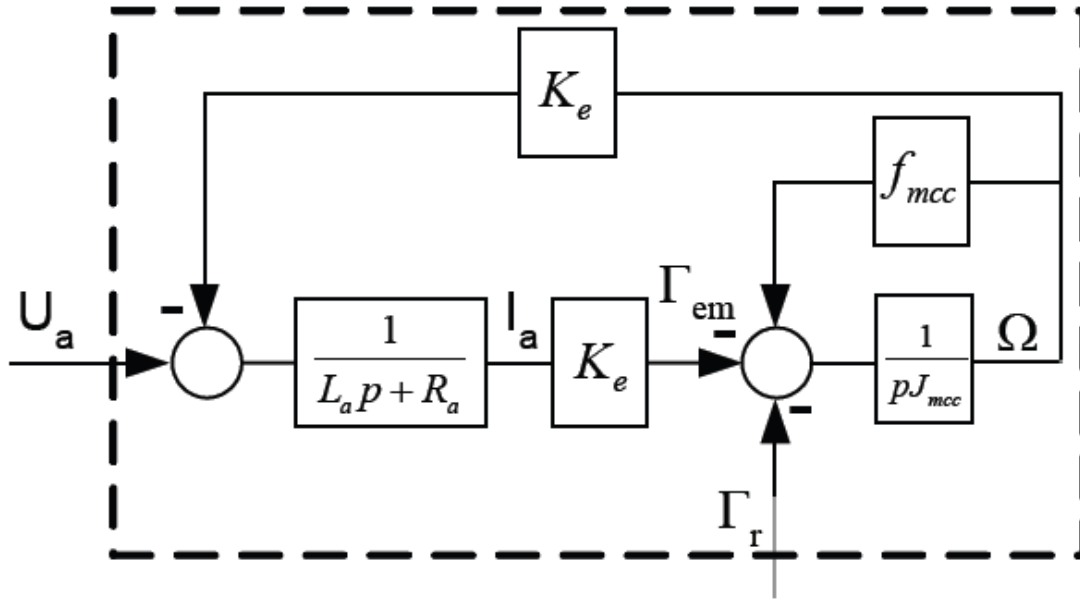 K_e
f_mcc
U_a
-
1
L_a p + R_a
I_a
K_e
Γ_em
-
1
pJ_mcc
Ω
-
Γ_r